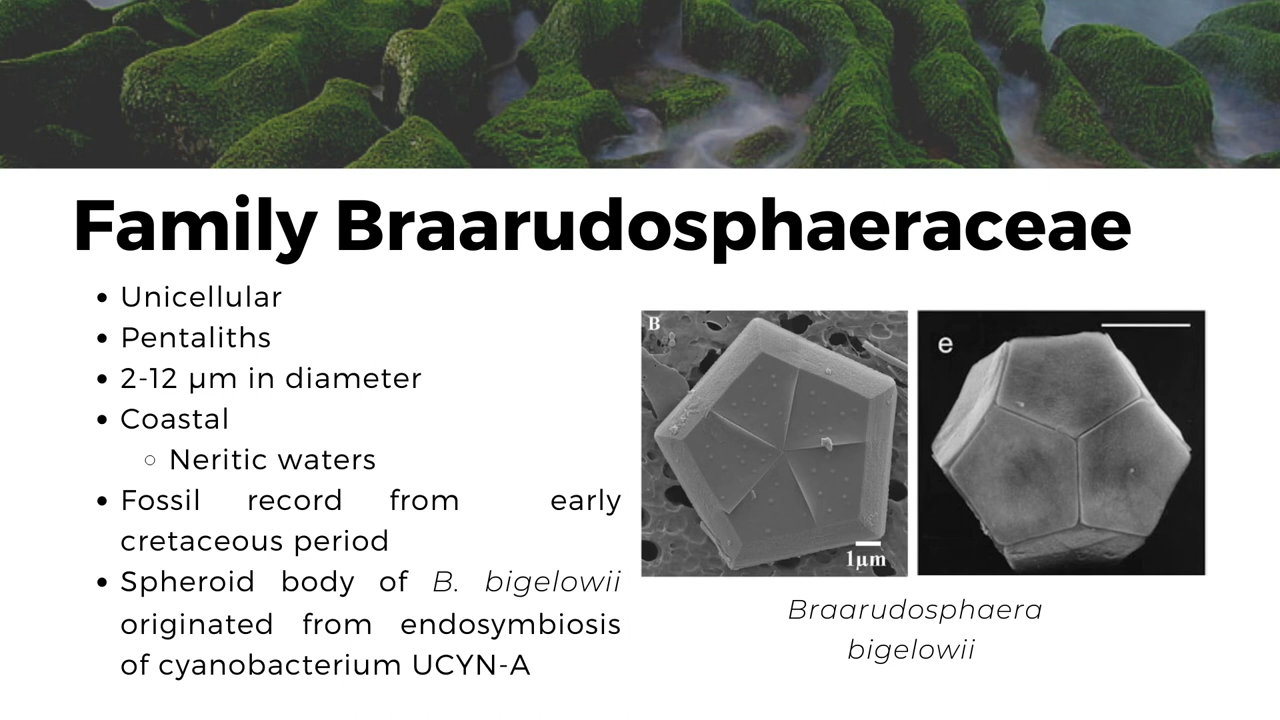 Family Braarudosphaeraceae
• Unicellular
• Pentaliths
• 2-12 µm in diameter
• Coastal
○ Neritic waters
• Fossil record from early
cretaceous period
• Spheroid body of B. bigelowii
originated from endosymbiosis
of cyanobacterium UCYN-A
B
1µm
e
Braarudosphaera
bigelowii